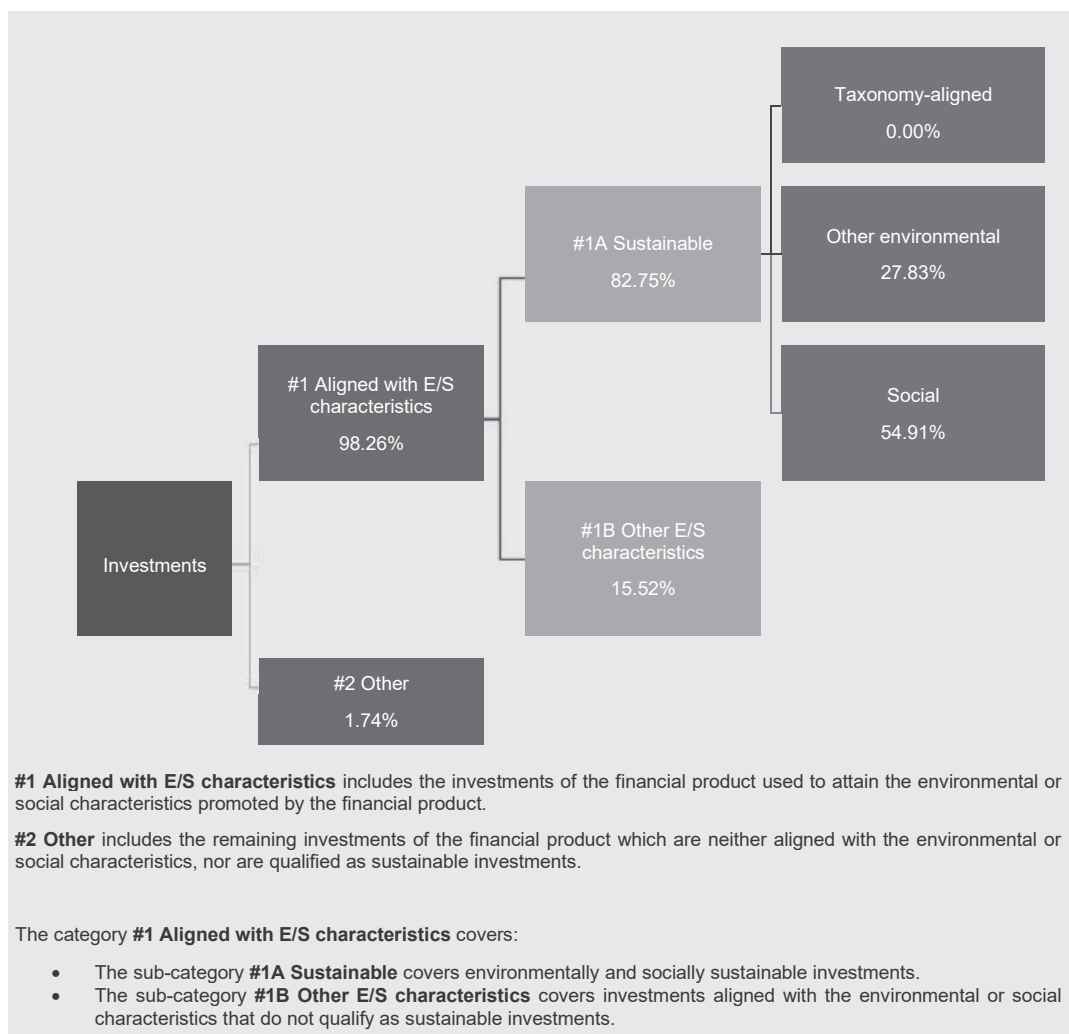 Taxonomy-aligned
0.00%
#1A Sustainable
82.75%
Other environmental
27.83%
#1 Aligned with E/S
characteristics
98.26%
Social
54.91%
Investments
#1B Other E/S
characteristics
15.52%
#2 Other
1.74%
#1 Aligned with E/S characteristics includes the investments of the financial product used to attain the environmental or
social characteristics promoted by the financial product.
#2 Other includes the remaining investments of the financial product which are neither aligned with the environmental or
social characteristics, nor are qualified as sustainable investments.
The category #1 Aligned with E/S characteristics covers:
• The sub-category #1A Sustainable covers environmentally and socially sustainable investments.
• The sub-category #1B Other E/S characteristics covers investments aligned with the environmental or social
characteristics that do not qualify as sustainable investments.